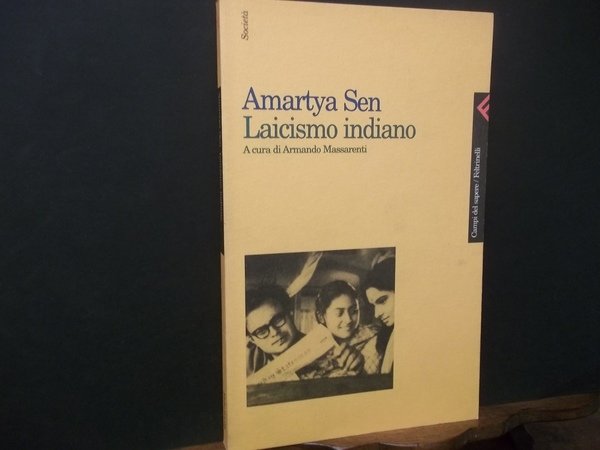 Società
Amartya Sen
Laicismo indiano
A cura di Armando Massarenti
Campi del sapere / Feltrinelli